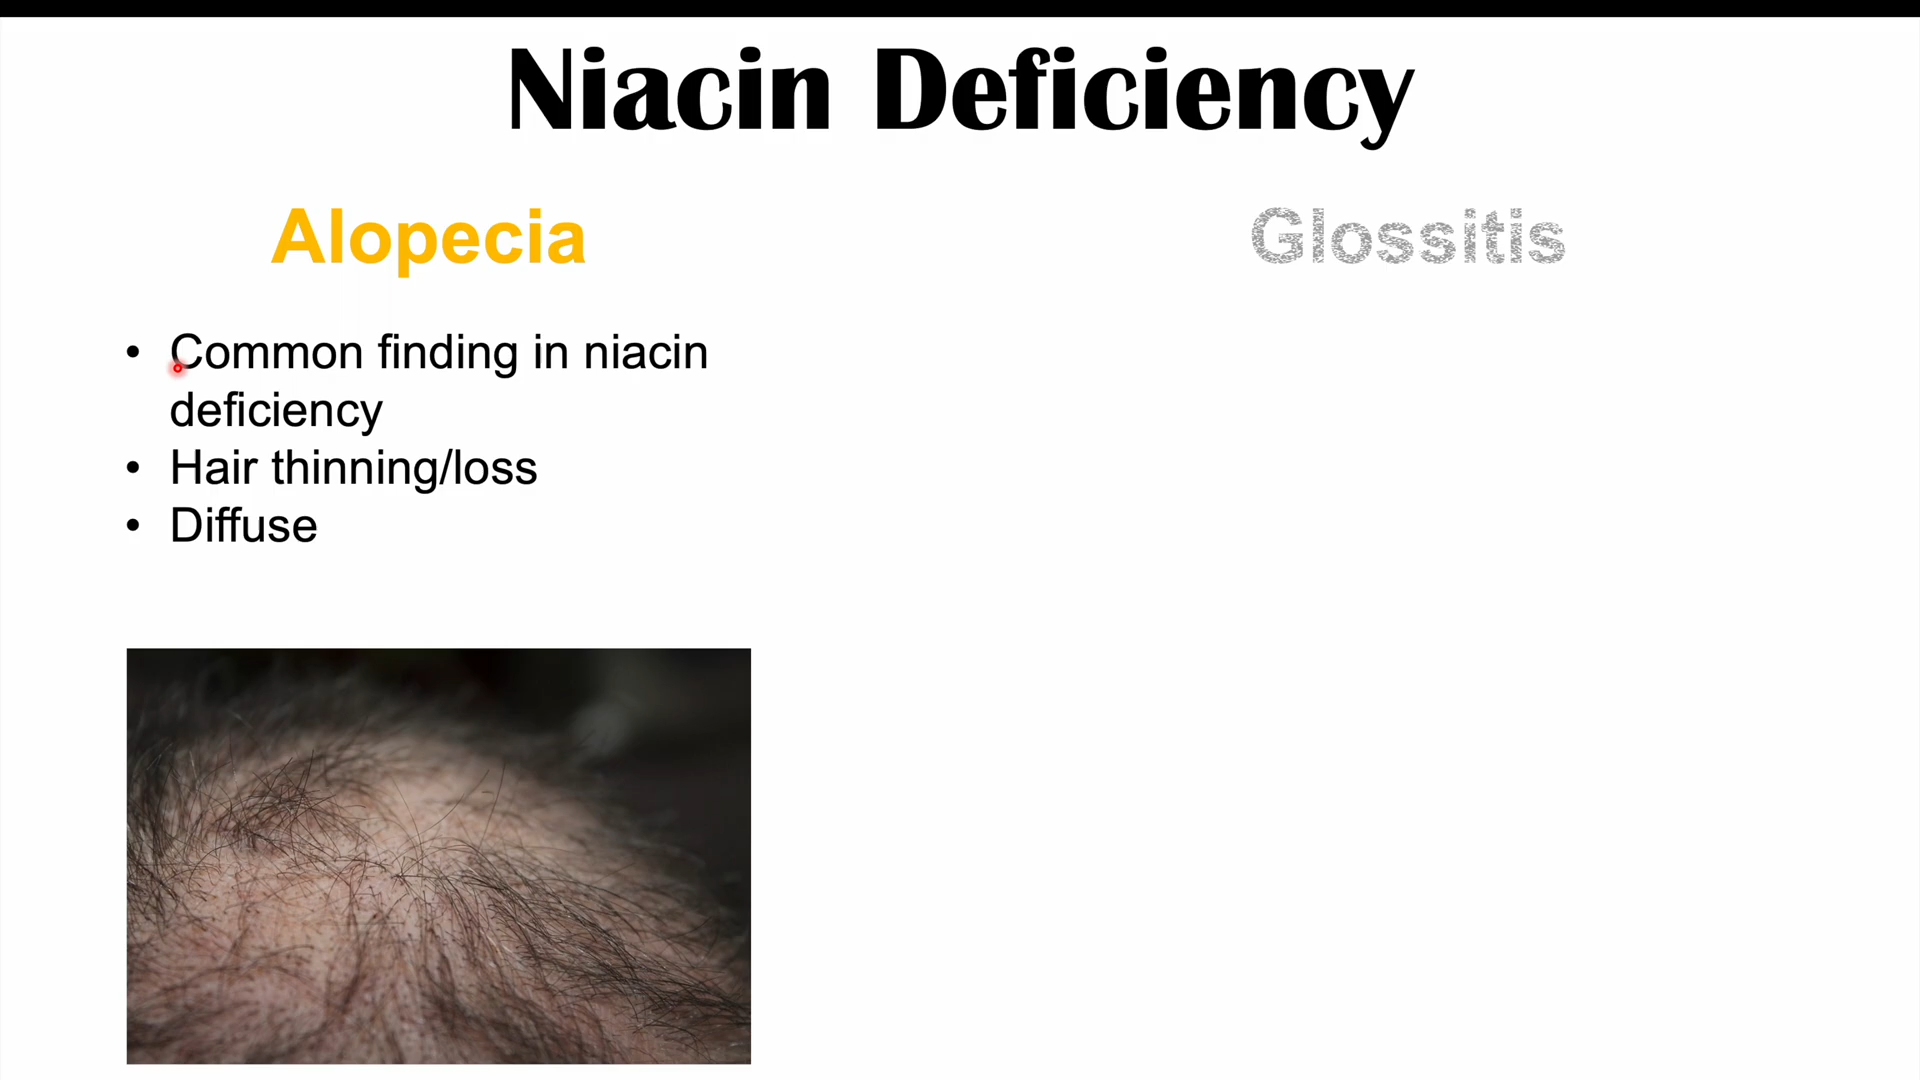 Niacin Deficiency
Alopecia
Glossitis
• Common finding in niacin
deficiency
• Hair thinning/loss
• Diffuse